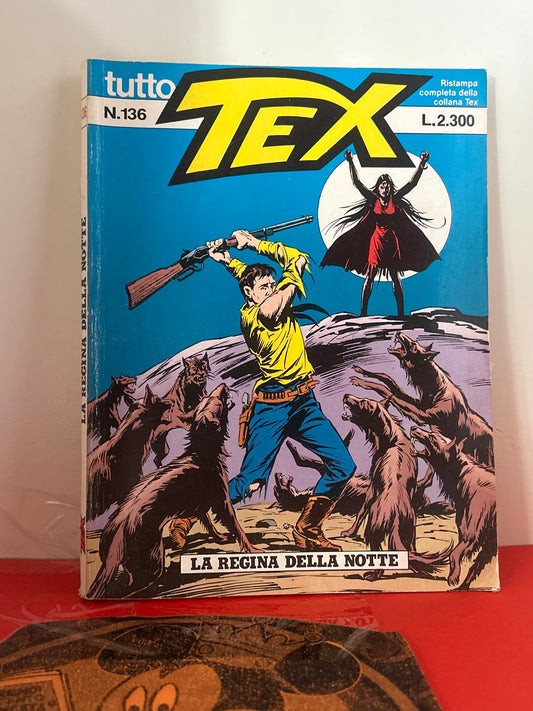 tutto
TEX
N.136
Ristampa
completa della
collana Tex
L.2.300
LA REGINA DELLA NOTTE
LA REGINA DELLA NOTTE